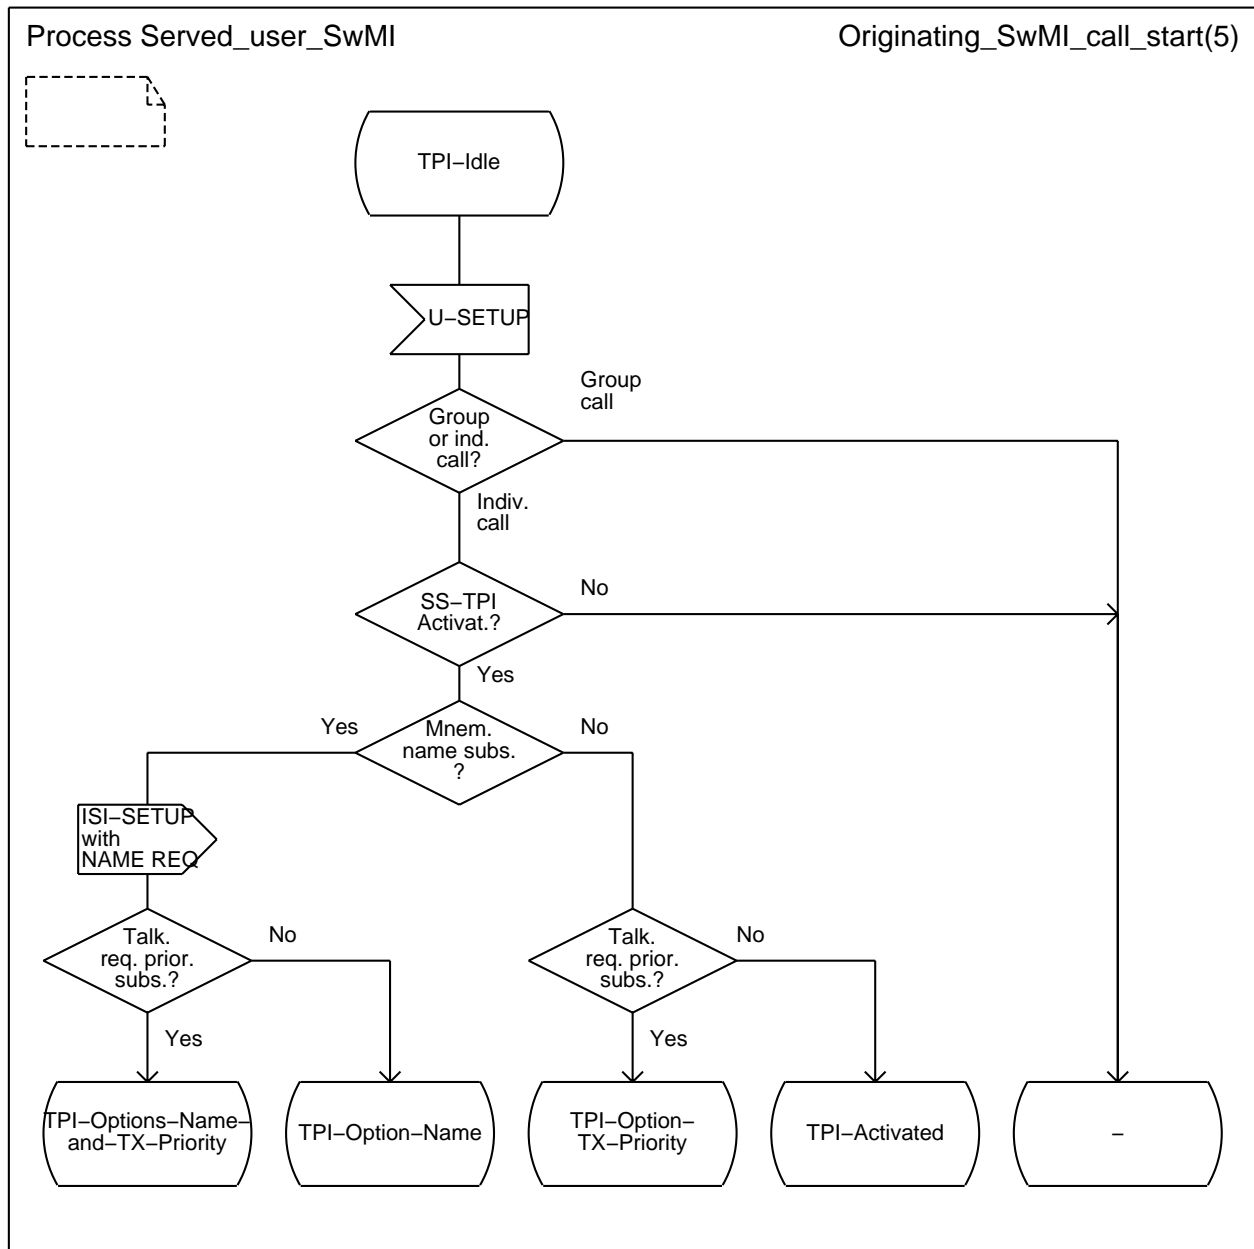 Process Served_user_SwMI
Originating_SwMI_call_start(5)
TPI–Idle
U–SETUP
Group
call
Group
or ind.
call?
Indiv.
call
No
SS–TPI
Activat.?
Yes
Yes
Mnem.
name subs.
?
No
ISI–SETUP
with
NAME REQ
Talk.
req. prior.
subs.?
No
Talk.
req. prior.
subs.?
No
Yes
Yes
TPI–Options–Name–
and–TX–Priority
TPI–Option–Name
TPI–Option–
TX–Priority
TPI–Activated
–